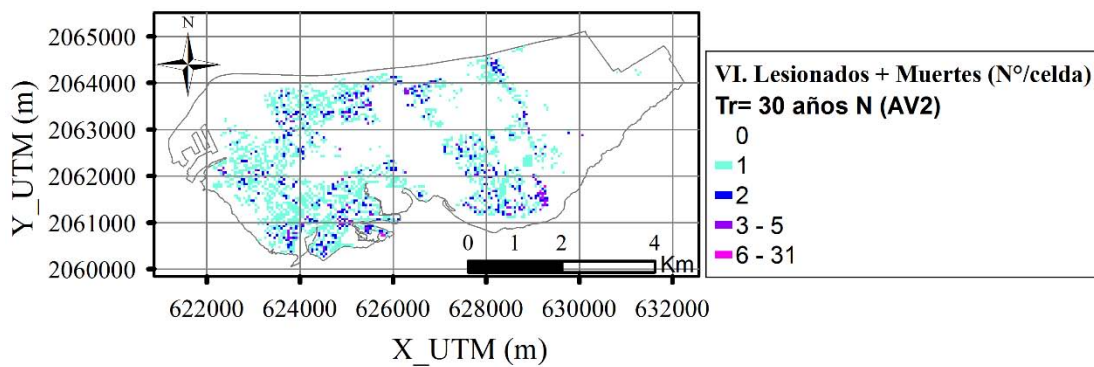 N
2065000
2064000
2063000
2062000
2061000
2060000
Y_UTM (m)
0 1 2 4
Km
622000 624000 626000 628000 630000 632000
X_UTM (m)
VI. Lesionados + Muertes (N°/celda)
Tr= 30 años N (AV2)
0
1
2
3 - 5
6 - 31